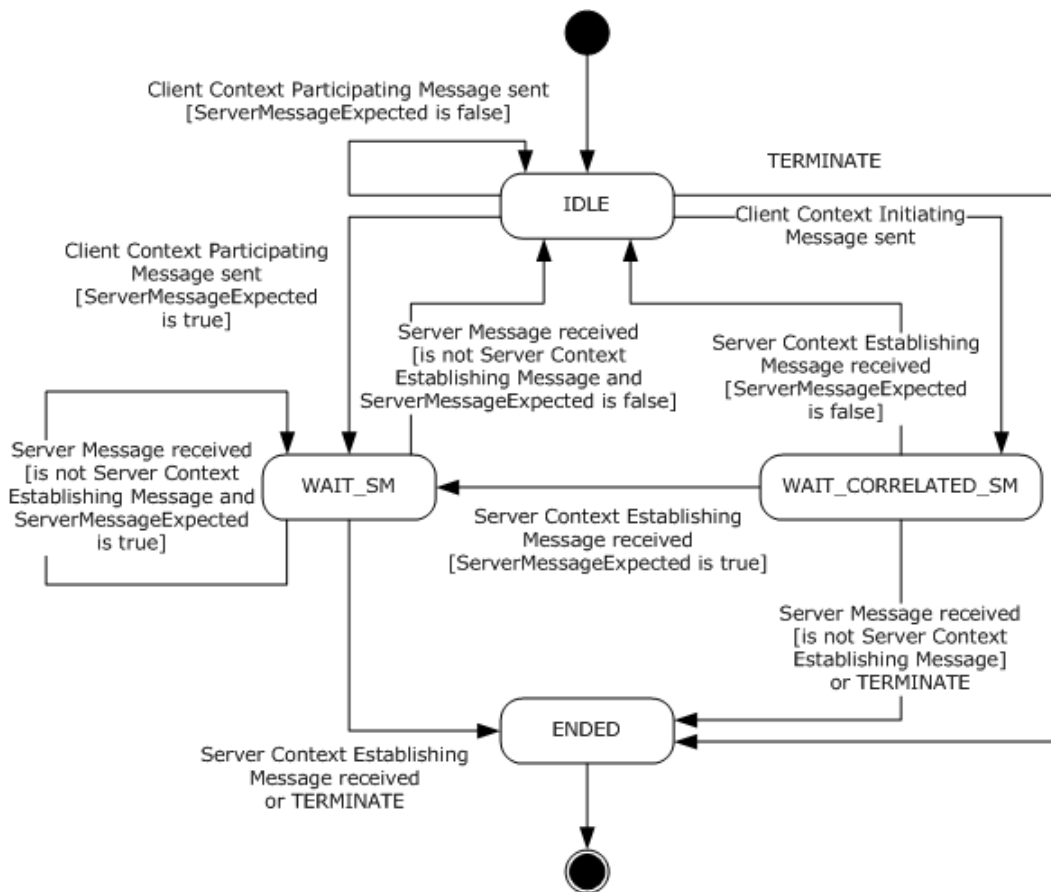 Client Context Participating Message sent
[ServerMessageExpected is false]
TERMINATE
IDLE
Client Context Initiating
Message sent
Client Context Participating
Message sent
[ServerMessageExpected
is true]
Server Message received
[is not Server Context
Establishing Message and
ServerMessageExpected is false]
Server Context Establishing
Message received
[ServerMessageExpected
is false]
Server Message received
[is not Server Context
Establishing Message and
ServerMessageExpected
is true]
WAIT_SM
WAIT_CORRELATED_SM
Server Context Establishing
Message received
[ServerMessageExpected is true]
Server Message received
[is not Server Context
Establishing Message]
or TERMINATE
ENDED
Server Context Establishing
Message received
or TERMINATE